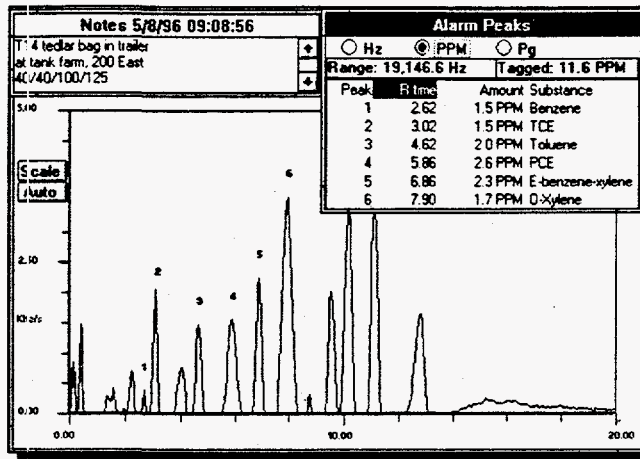 Notes 5/8/96 09:08:56
T14 tedlar bag in trailer
at tank farm, 200 East
40/40/100/125
Alarm Peaks
Hz PPM Pg
Range: 19,146.6 Hz Tagged: 11.6 PPM
Peak R time Amount Substance
1 2.62 1.5 PPM Benzene
2 3.02 1.5 PPM TCE
3 4.62 2.0 PPM Toluene
4 5.86 2.6 PPM PCE
5 6.86 2.3 PPM E-benzene-xylene
6 7.90 1.7 PPM O-Xylene
5.00
Scale
Auto
2.50
0.00
1
2
3
4
5
6
0.00 10.00 20.00